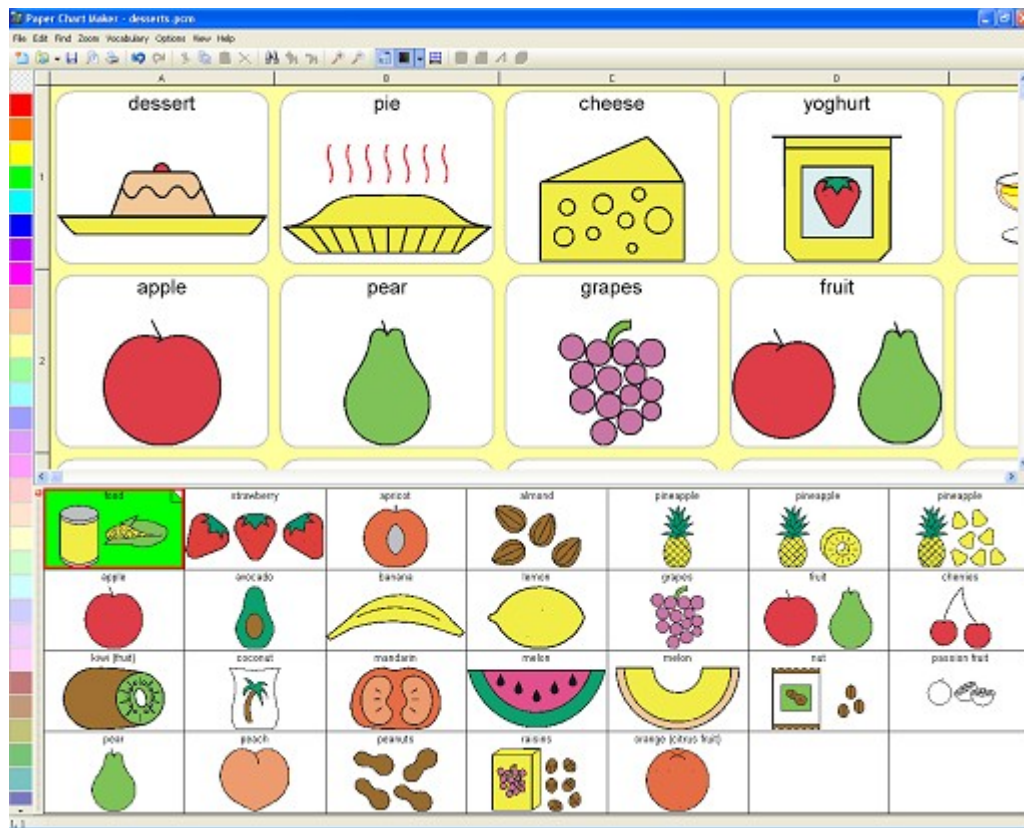 Paper Chart Maker - desserts.pcm
File Edit Find Zoom Vocabulary Options View Help
A B C D
1
dessert pie cheese yoghurt
2
apple pear grapes fruit
food strawberry apricot almond pineapple pineapple pineapple
apple avocado banana lemon grapes fruit cherries
kiwi (fruit) coconut mandarin melon melon nut passion fruit
pear peach peanuts raisins orange (citrus fruit)
1, 1